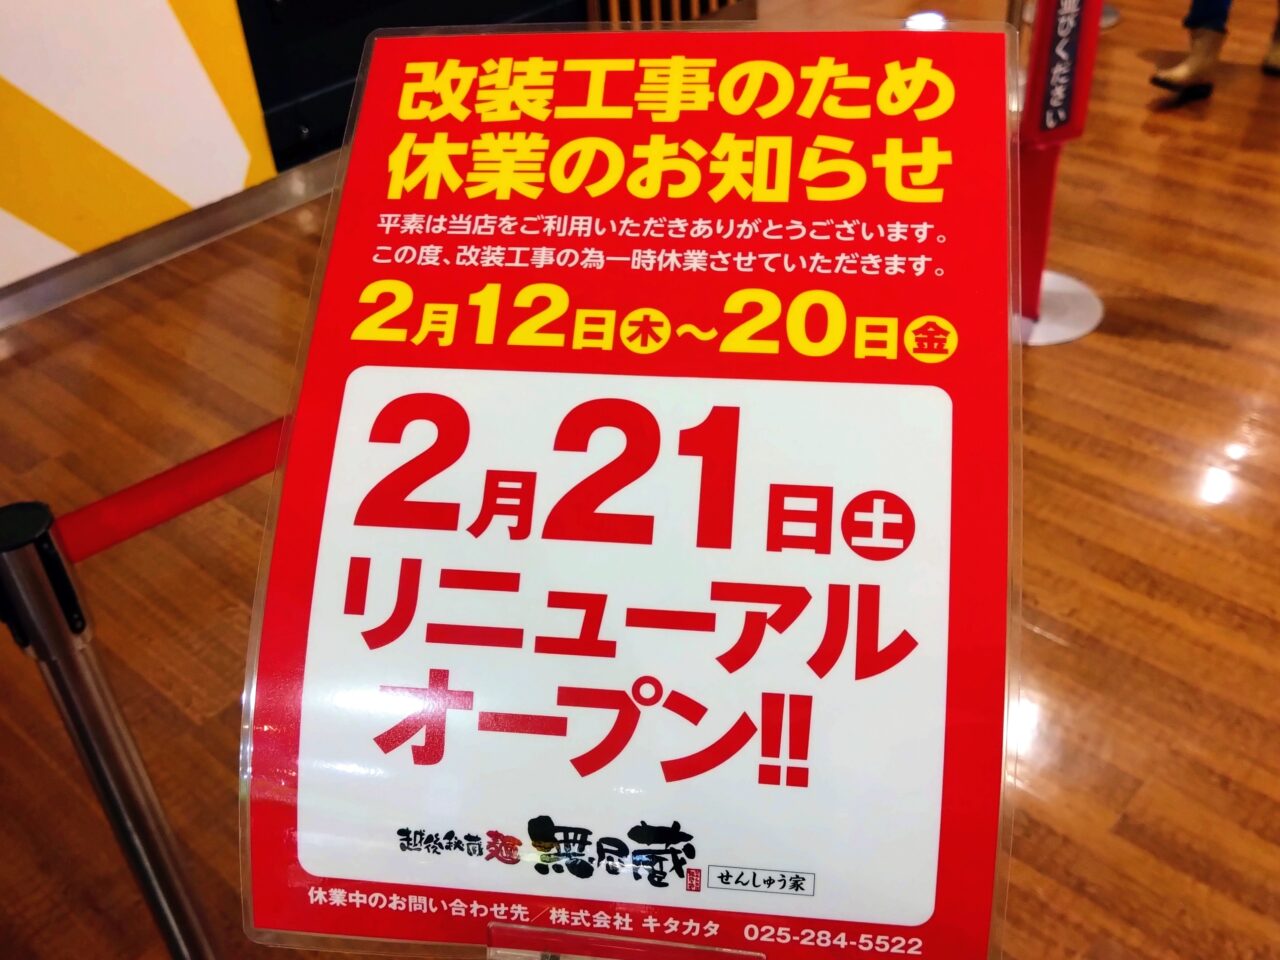 改装工事のため
休業のお知らせ
平素は当店をご利用いただきありがとうございます。
この度、改装工事の為一時休業させていただきます。
2月12日㊍～20日㊎
2月21日㊏
リニューアル
オープン!!
越後秘蔵麺 無尽蔵 せんしゅう家
休業中のお問い合わせ先／株式会社 キタカタ 025-284-5522
びください